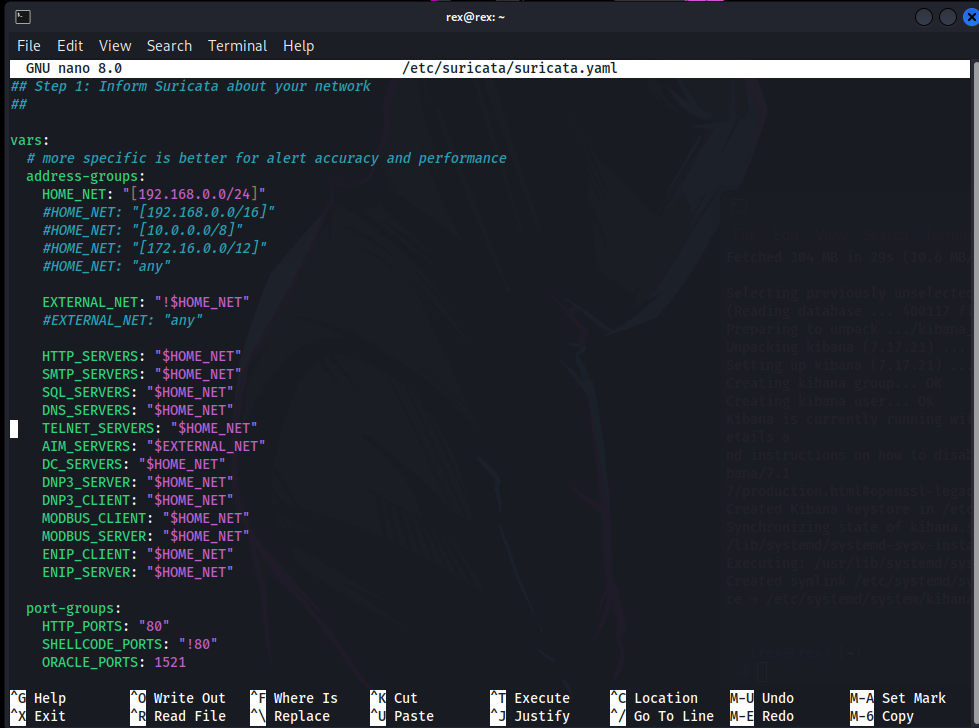 rex@rex: ~
File Edit View Search Terminal Help
GNU nano 8.0 /etc/suricata/suricata.yaml
## Step 1: Inform Suricata about your network
##
vars:
# more specific is better for alert accuracy and performance
address-groups:
HOME_NET: "[192.168.0.0/24]"
#HOME_NET: "[192.168.0.0/16]"
#HOME_NET: "[10.0.0.0/8]"
#HOME_NET: "[172.16.0.0/12]"
#HOME_NET: "any"
EXTERNAL_NET: "!$HOME_NET"
#EXTERNAL_NET: "any"
HTTP_SERVERS: "$HOME_NET"
SMTP_SERVERS: "$HOME_NET"
SQL_SERVERS: "$HOME_NET"
DNS_SERVERS: "$HOME_NET"
TELNET_SERVERS: "$HOME_NET"
AIM_SERVERS: "$EXTERNAL_NET"
DC_SERVERS: "$HOME_NET"
DNP3_SERVER: "$HOME_NET"
DNP3_CLIENT: "$HOME_NET"
MODBUS_CLIENT: "$HOME_NET"
MODBUS_SERVER: "$HOME_NET"
ENIP_CLIENT: "$HOME_NET"
ENIP_SERVER: "$HOME_NET"
port-groups:
HTTP_PORTS: "80"
SHELLCODE_PORTS: "!80"
ORACLE_PORTS: 1521
^G Help ^O Write Out ^F Where Is ^K Cut ^T Execute ^C Location M-U Undo M-A Set Mark
^X Exit ^R Read File ^\ Replace ^U Paste ^J Justify ^/ Go To Line M-E Redo M-6 Copy